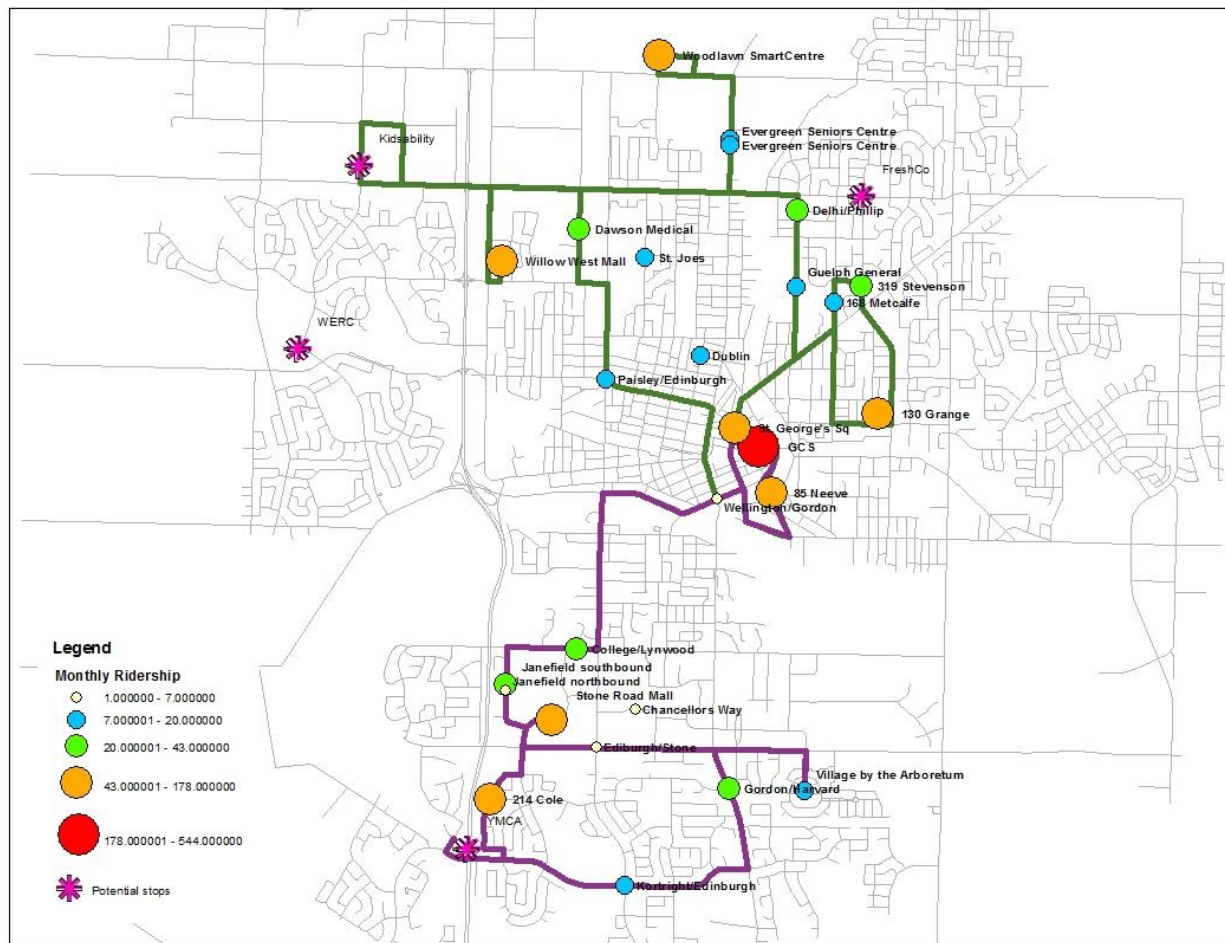 Woodlawn SmartCentre
Evergreen Seniors Centre
Evergreen Seniors Centre
Kidsability
FreshCo
Delhi/Phillip
Dawson Medical
St. Joes
Willow West Mall
Guelph General
319 Stevenson
168 Metcalfe
WERC
Dublin
Paisley/Edinburgh
130 Grange
St. George's Sq
GCS
85 Neeve
Wellington/Gordon
College/Lynwood
Janefield southbound
Janefield northbound
Stone Road Mall
Chancellors Way
Ediburgh/Stone
Village by the Arboretum
Gordon/Harvard
214 Cole
YMCA
Kortright/Edinburgh
Legend
Monthly Ridership
1.000000 - 7.000000
7.000001 - 20.000000
20.000001 - 43.000000
43.000001 - 178.000000
178.000001 - 544.000000
Potential stops